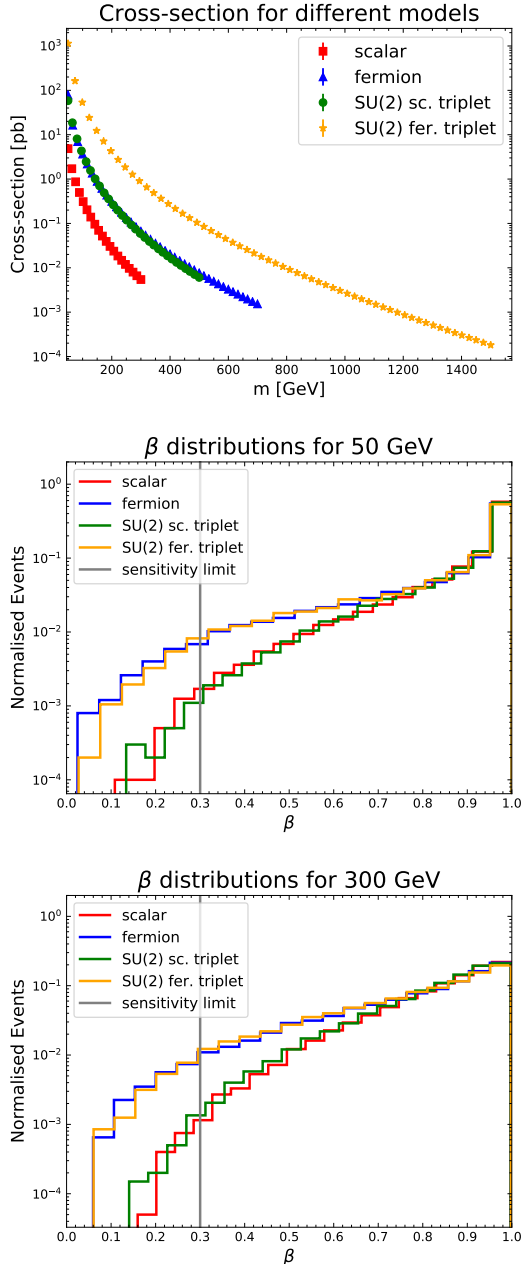 Cross-section for different models
scalar
fermion
SU(2) sc. triplet
SU(2) fer. triplet
Cross-section [pb]
10³
10²
10¹
10⁰
10⁻¹
10⁻²
10⁻³
10⁻⁴
200 400 600 800 1000 1200 1400
m [GeV]
β distributions for 50 GeV
scalar
fermion
SU(2) sc. triplet
SU(2) fer. triplet
sensitivity limit
Normalised Events
10⁰
10⁻¹
10⁻²
10⁻³
10⁻⁴
0.0 0.1 0.2 0.3 0.4 0.5 0.6 0.7 0.8 0.9 1.0
β
β distributions for 300 GeV
scalar
fermion
SU(2) sc. triplet
SU(2) fer. triplet
sensitivity limit
Normalised Events
10⁰
10⁻¹
10⁻²
10⁻³
10⁻⁴
0.0 0.1 0.2 0.3 0.4 0.5 0.6 0.7 0.8 0.9 1.0
β